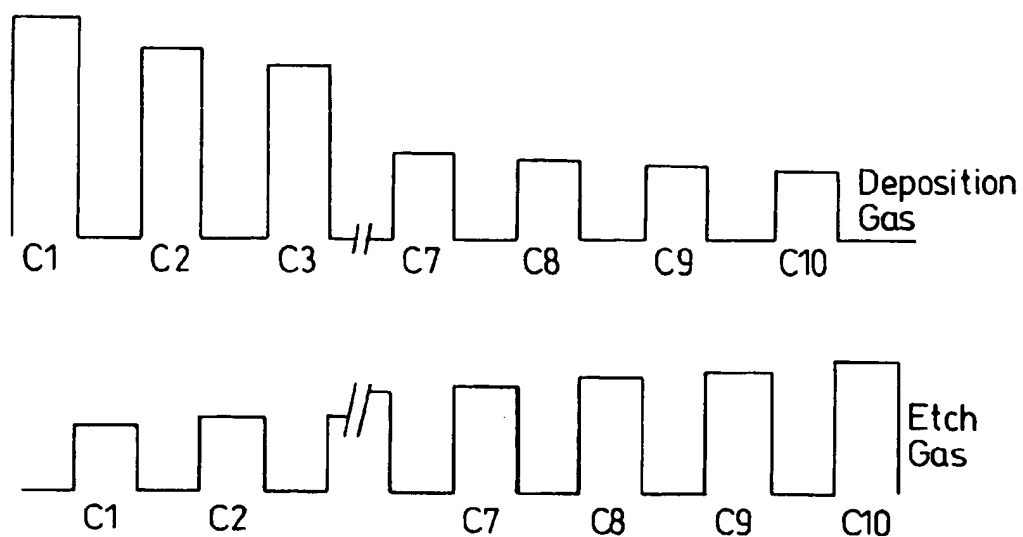 Deposition
Gas
C1 C2 C3 C7 C8 C9 C10
Etch
Gas
C1 C2 C7 C8 C9 C10